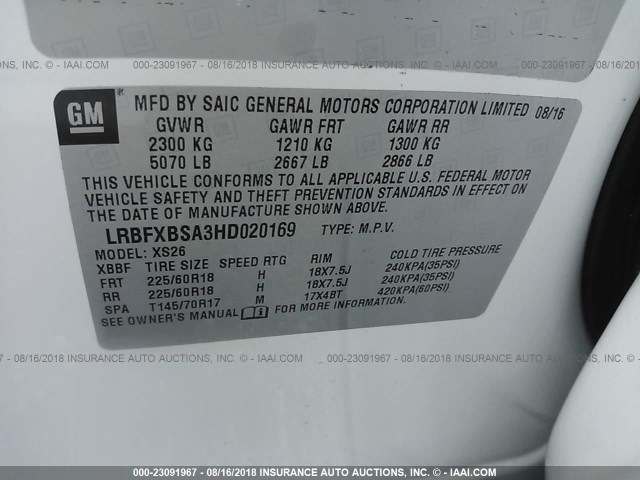 INC. - © IAAI.COM 000-23091967 - 08/16/2018 INSURANCE AUTO AUCTIONS, INC. - © IAAI.COM 000-23091967 - 08/16/2018
GM
MFD BY SAIC GENERAL MOTORS CORPORATION LIMITED 08/16
GVWR GAWR FRT GAWR RR
2300 KG 1210 KG 1300 KG
5070 LB 2667 LB 2866 LB
THIS VEHICLE CONFORMS TO ALL APPLICABLE U.S. FEDERAL MOTOR
VEHICLE SAFETY AND THEFT PREVENTION STANDARDS IN EFFECT ON
THE DATE OF MANUFACTURE SHOWN ABOVE.
LRBFXBSA3HD020169 TYPE: M.P.V.
MODEL: XS26
XBBF TIRE SIZE SPEED RTG RIM COLD TIRE PRESSURE
FRT 225/60R18 H 18X7.5J 240KPA(35PSI)
RR 225/60R18 H 18X7.5J 240KPA(35PSI)
SPA T145/70R17 M 17X4BT 420KPA(60PSI)
SEE OWNER'S MANUAL i FOR MORE INFORMATION.
000-23091967 - 08/16/2018 INSURANCE AUTO AUCTIONS, INC. - © IAAI.COM 000-23091967 - 08/16/2018 INSURANCE AUTO
000-23091967 - 08/16/2018 INSURANCE AUTO AUCTIONS, INC. - © IAAI.COM